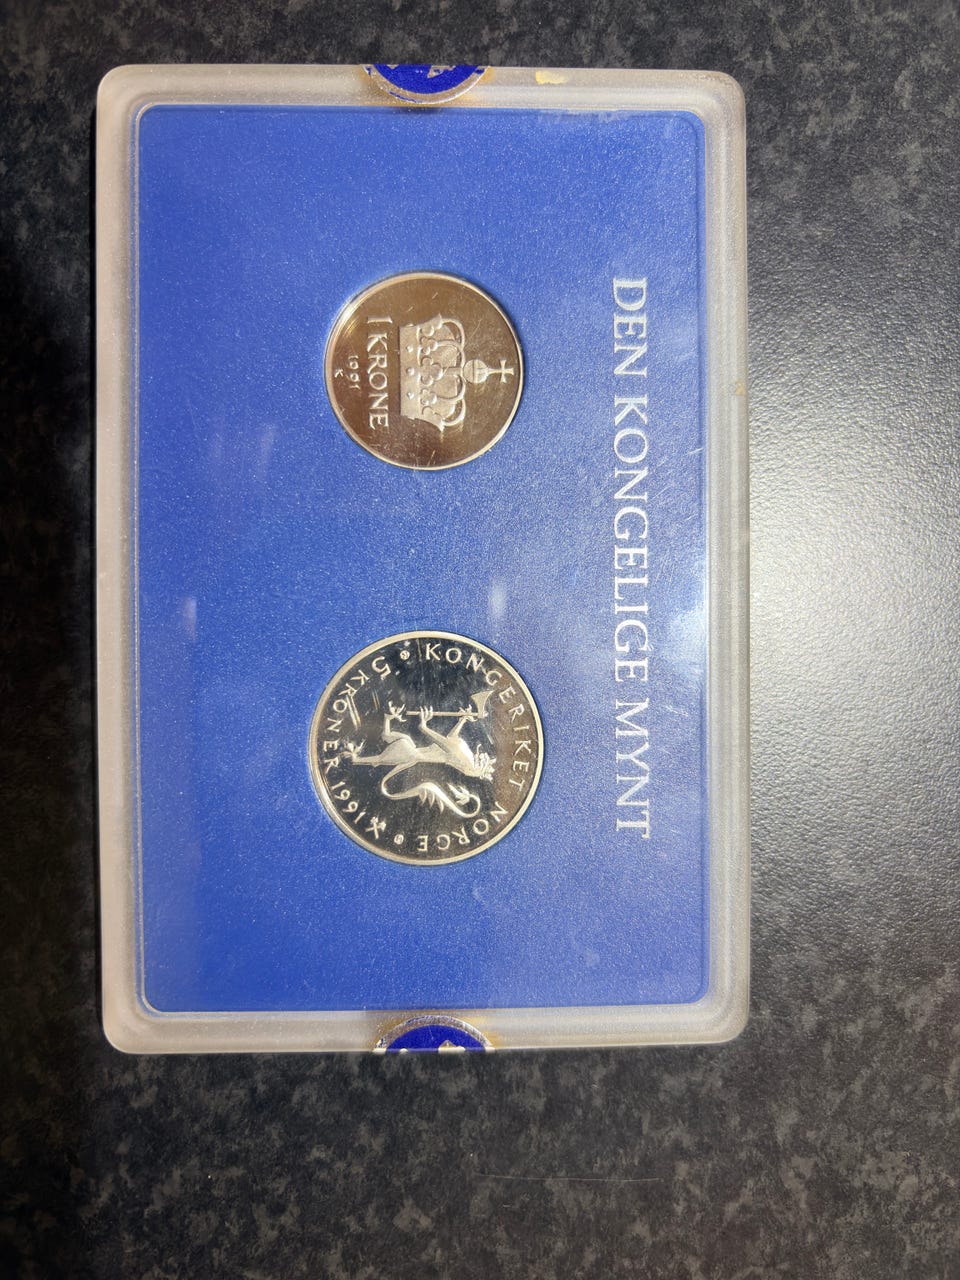 DEN KONGELIGE MYNT
1 KRONE
1991
K
KONGERIKET NORGE
5 KRONER 1991